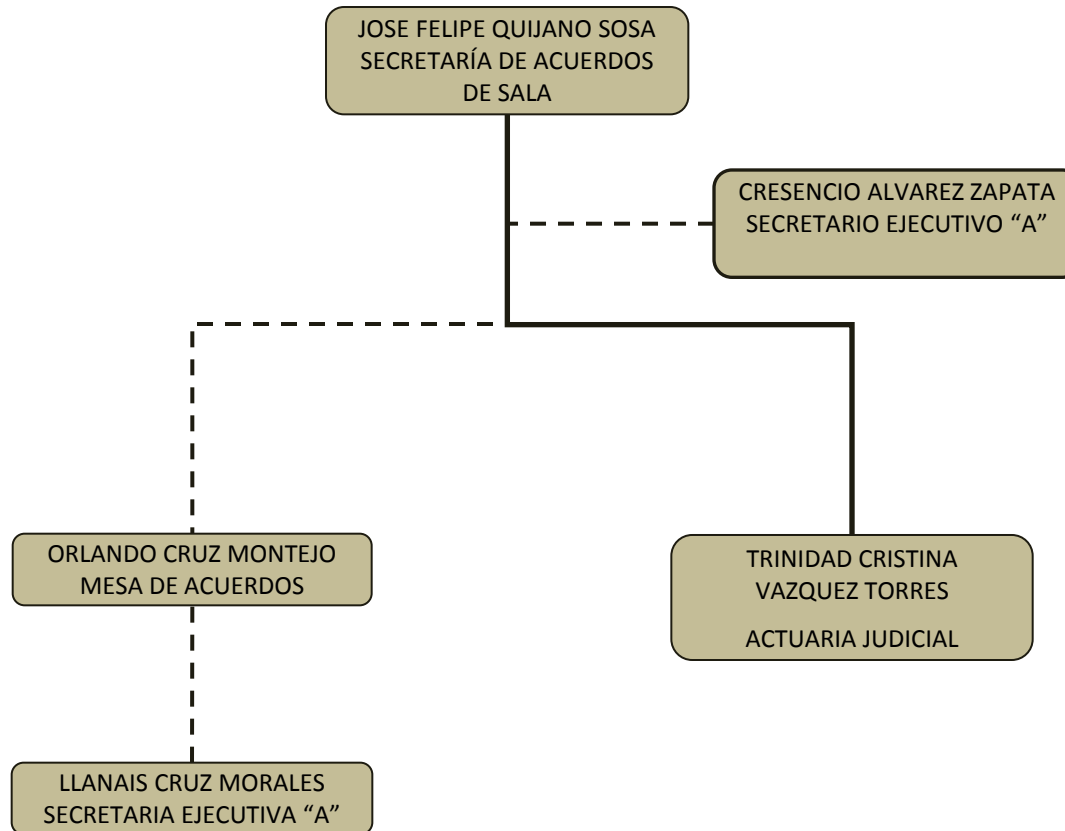 JOSE FELIPE QUIJANO SOSA
SECRETARÍA DE ACUERDOS
DE SALA
CRESENCIO ALVAREZ ZAPATA
SECRETARIO EJECUTIVO “A”
ORLANDO CRUZ MONTEJO
MESA DE ACUERDOS
TRINIDAD CRISTINA
VAZQUEZ TORRES
ACTUARIA JUDICIAL
LLANAIS CRUZ MORALES
SECRETARIA EJECUTIVA “A”